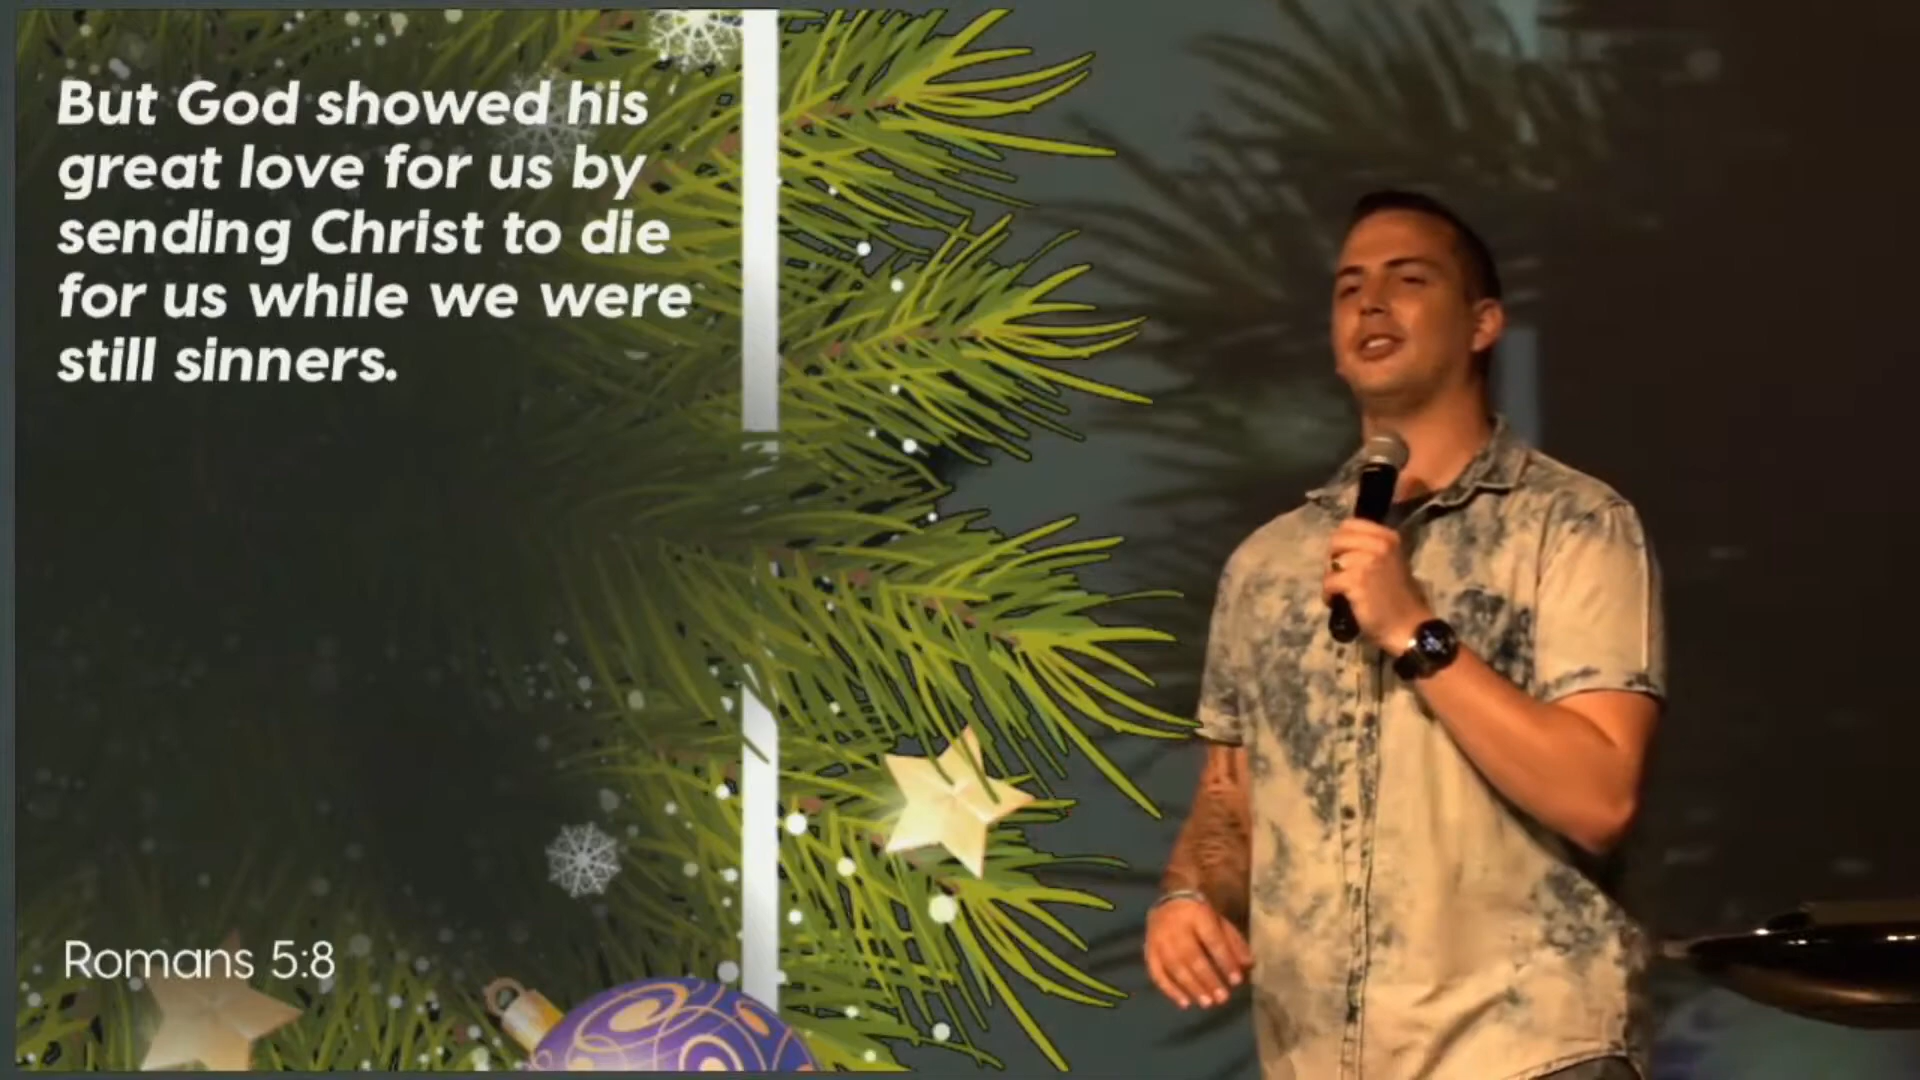 But God showed his
great love for us by
sending Christ to die
for us while we were
still sinners.
Romans 5:8